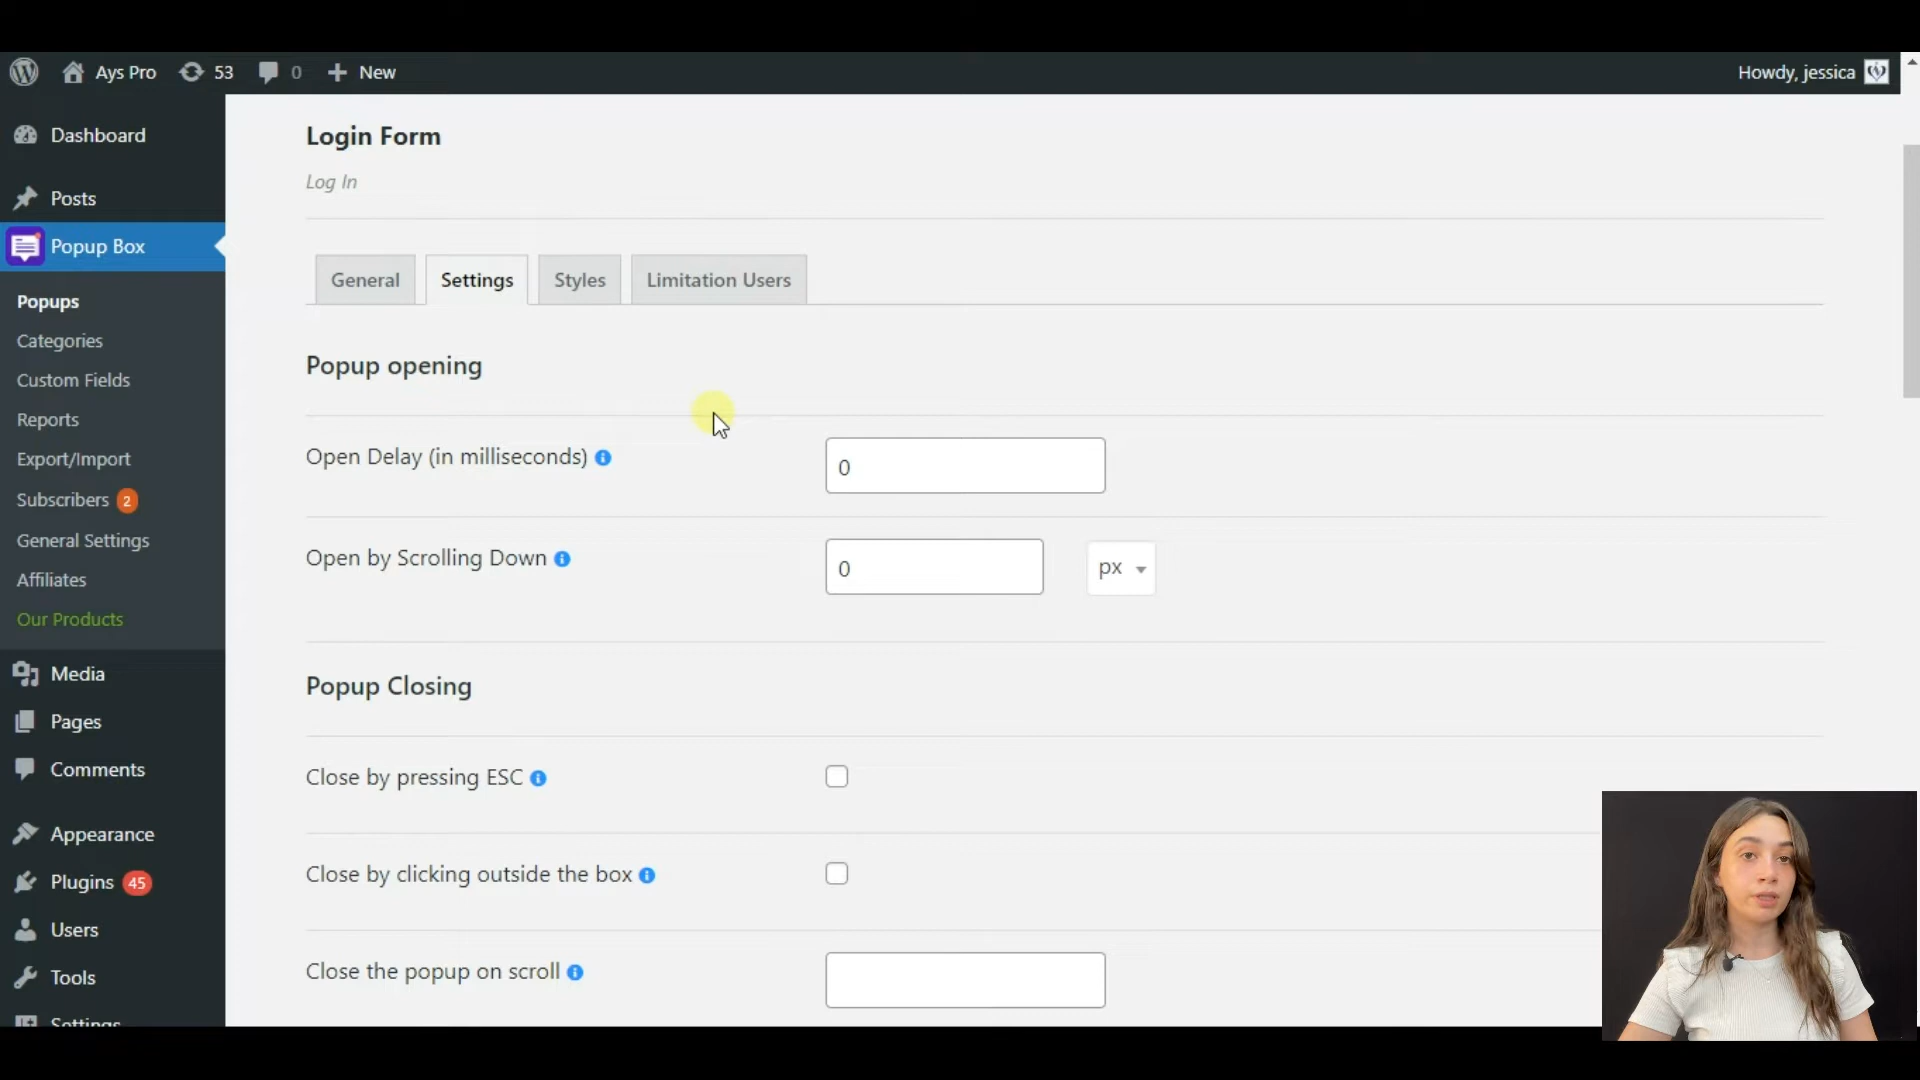 Ays Pro 53 0 New
Howdy, jessica
Dashboard
Posts
Popup Box
Popups
Categories
Custom Fields
Reports
Export/Import
Subscribers 2
General Settings
Affiliates
Our Products
Media
Pages
Comments
Appearance
Plugins 45
Users
Tools
Settings
Login Form
Log In
General Settings Styles Limitation Users
Popup opening
Open Delay (in milliseconds) i 0
Open by Scrolling Down i 0 px
Popup Closing
Close by pressing ESC i
Close by clicking outside the box i
Close the popup on scroll i